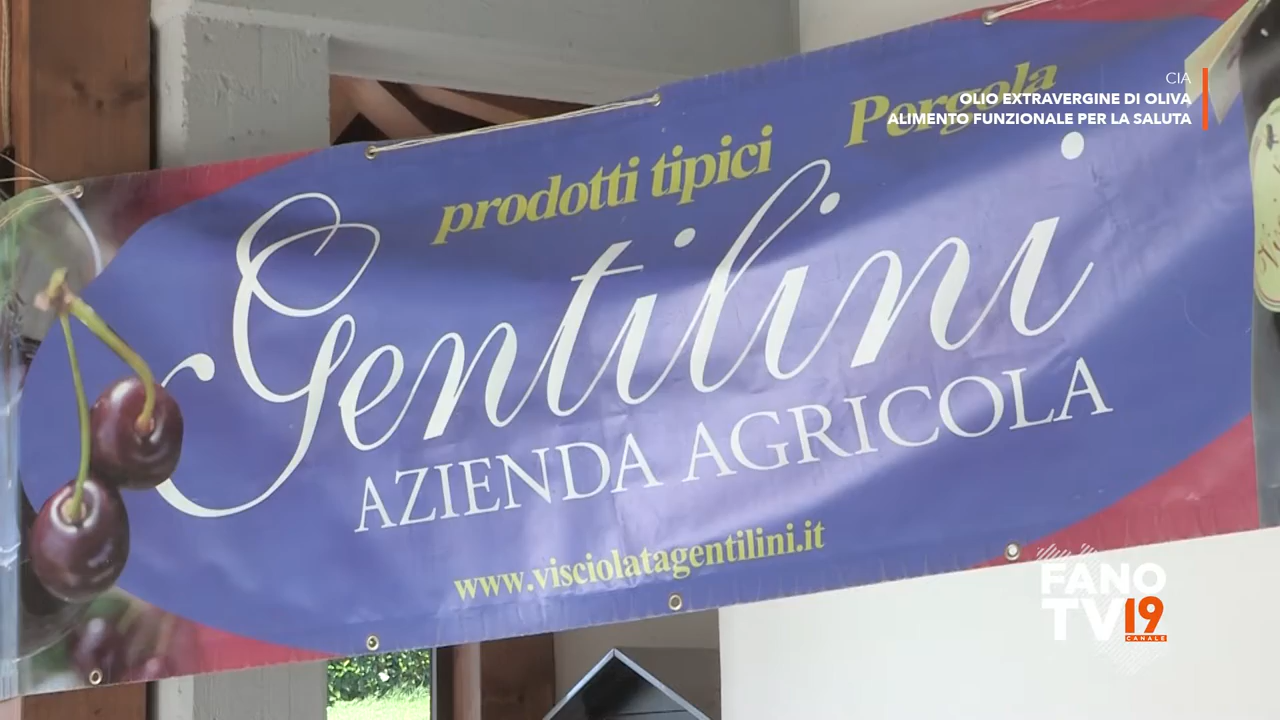 CIA
OLIO EXTRAVERGINE DI OLIVA
ALIMENTO FUNZIONALE PER LA SALUTA
prodotti tipici Pergola
Gentilini
AZIENDA AGRICOLA
www.visciolatagentilini.it
FANO
TV19
CANALE